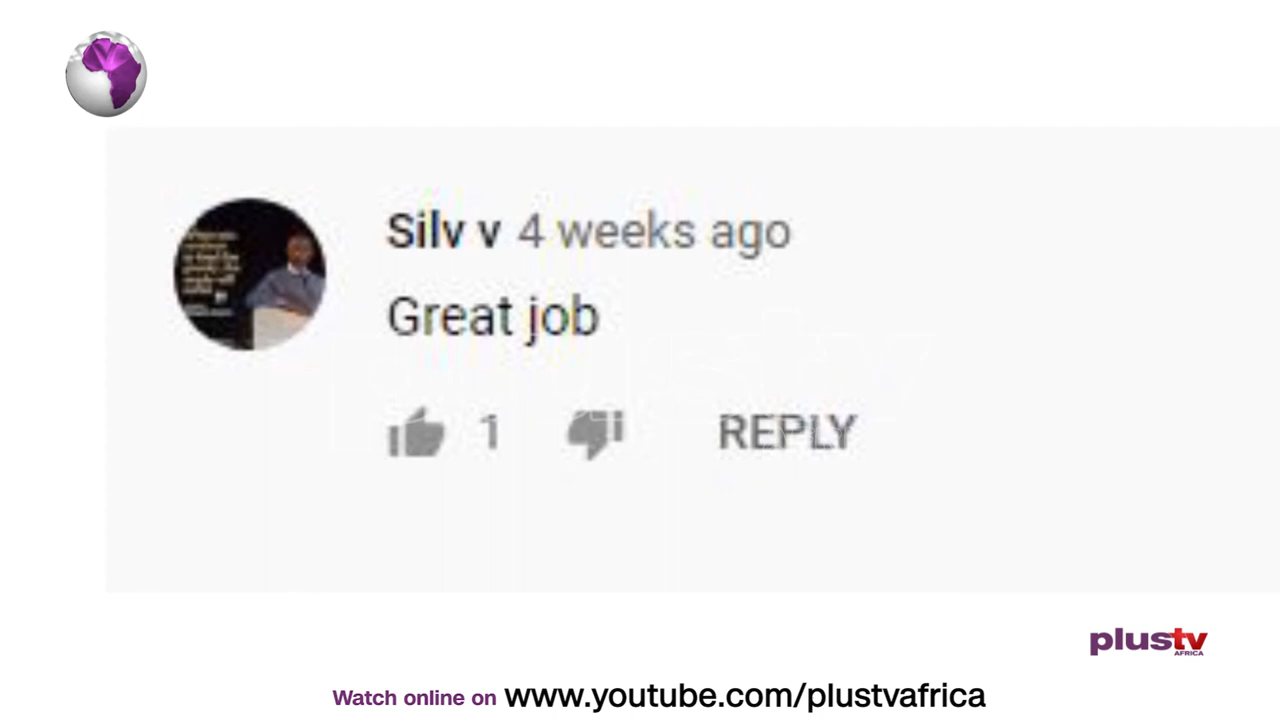 Silv v 4 weeks ago
Great job
1 REPLY
plustv
AFRICA
Watch online on www.youtube.com/plustvafrica